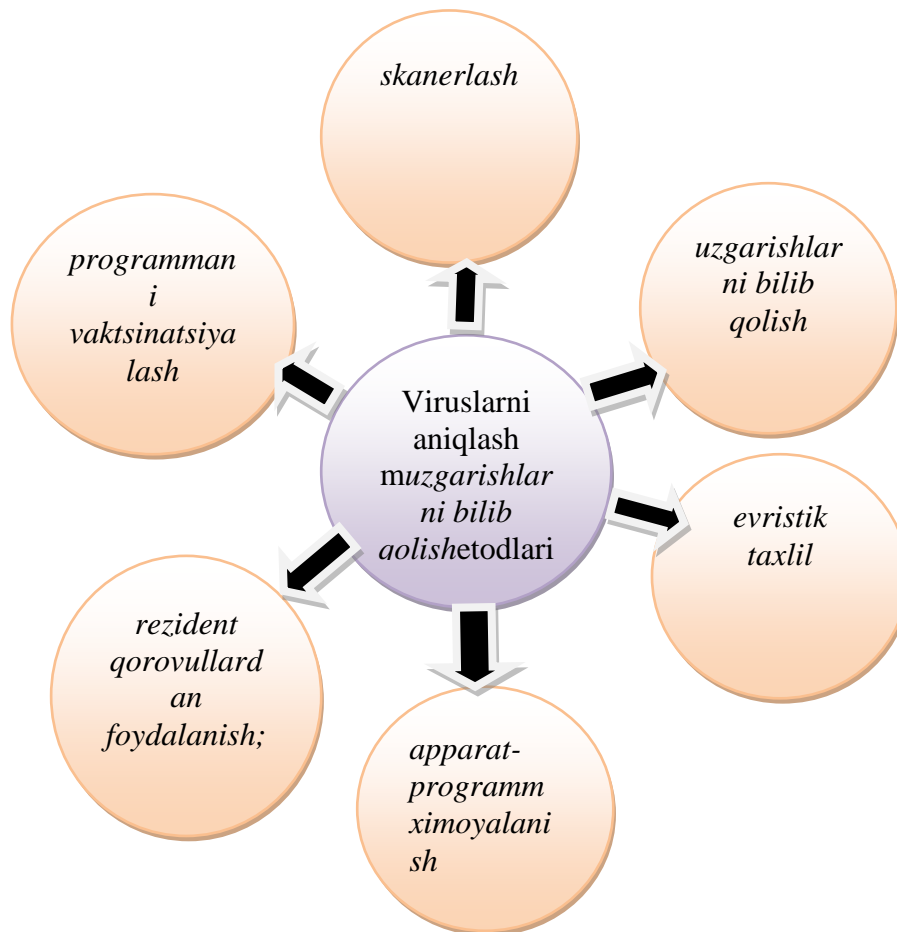 skanerlash
uzgarishlar
ni bilib
qolish
programman
i
vaktsinatsiya
lash
Viruslarni
aniqlash
muzgarishlar
ni bilib
qolishetodlari
evristik
taxlil
rezident
qorovullard
an
foydalanish;
apparat-
programm
ximoyalani
sh